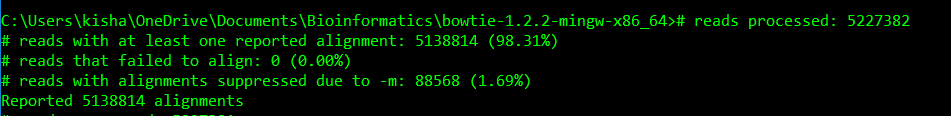 C:\Users\kisha\OneDrive\Documents\Bioinformatics\bowtie-1.2.2-mingw-x86_64># reads processed: 5227382
# reads with at least one reported alignment: 5138814 (98.31%)
# reads that failed to align: 0 (0.00%)
# reads with alignments suppressed due to -m: 88568 (1.69%)
Reported 5138814 alignments